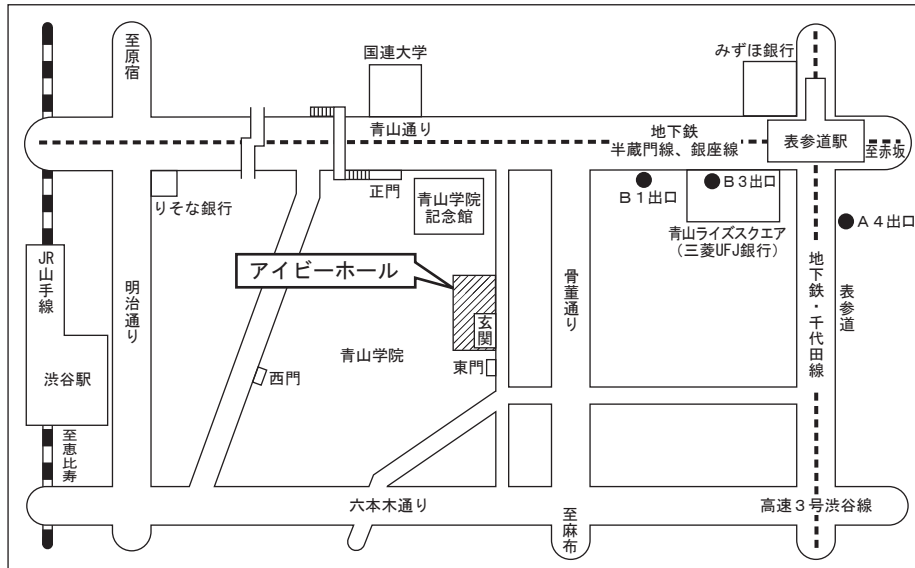 至原宿
国連大学
みずほ銀行
青山通り
地下鉄
半蔵門線、銀座線
表参道駅
至赤坂
りそな銀行
正門
青山学院
記念館
B1出口
B3出口
青山ライズスクエア
（三菱UFJ銀行）
A4出口
JR山手線
明治通り
アイビーホール
玄関
骨董通り
地下鉄・千代田線
表参道
渋谷駅
西門
青山学院
東門
至恵比寿
六本木通り
至麻布
高速3号渋谷線